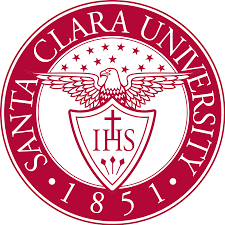 SANTA CLARA UNIVERSITY
IHS
• 1851 •